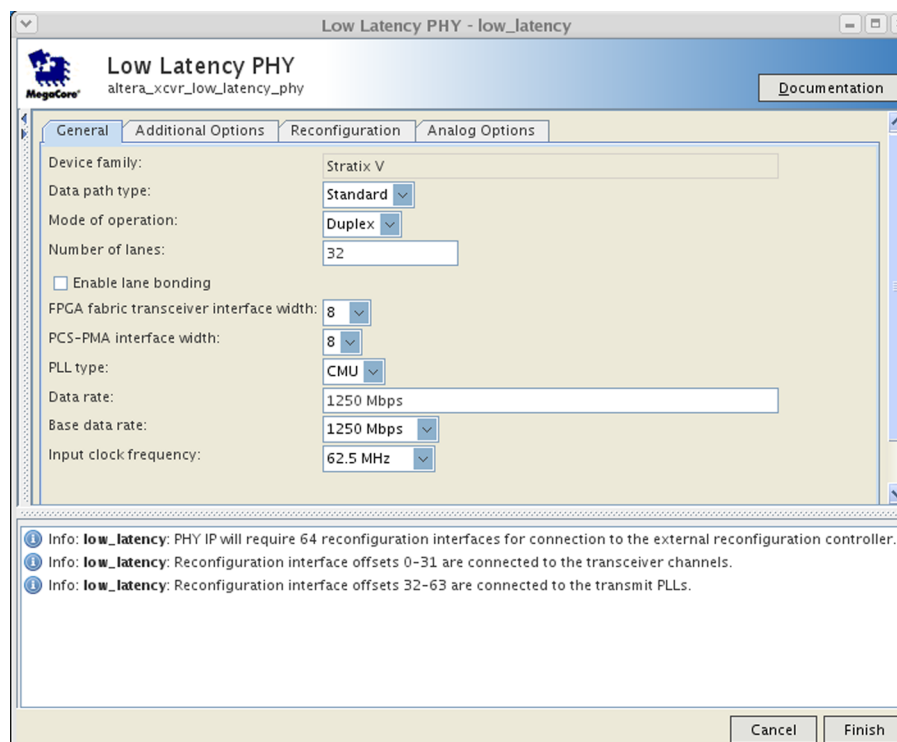 Low Latency PHY - low_latency
Low Latency PHY
altera_xcvr_low_latency_phy
MegaCore®
Documentation
General
Additional Options
Reconfiguration
Analog Options
Device family: Stratix V
Data path type: Standard
Mode of operation: Duplex
Number of lanes: 32
Enable lane bonding
FPGA fabric transceiver interface width: 8
PCS-PMA interface width: 8
PLL type: CMU
Data rate: 1250 Mbps
Base data rate: 1250 Mbps
Input clock frequency: 62.5 MHz
Info: low_latency: PHY IP will require 64 reconfiguration interfaces for connection to the external reconfiguration controller.
Info: low_latency: Reconfiguration interface offsets 0-31 are connected to the transceiver channels.
Info: low_latency: Reconfiguration interface offsets 32-63 are connected to the transmit PLLs.
Cancel
Finish